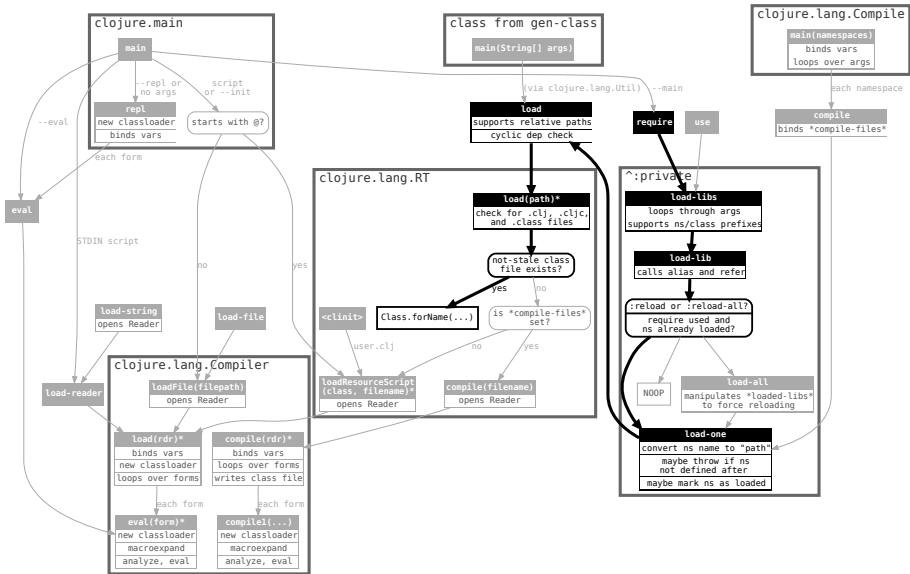 clojure.main
main
--repl or
no args
script
or --init
repl
new classloader
binds vars
starts with @?
--eval
each form
eval
STDIN script
no
yes
load-string
opens Reader
load-file
load-reader
class from gen-class
main(String[] args)
(via clojure.lang.Util)
--main
load
supports relative paths
cyclic dep check
require
use
clojure.lang.Compile
main(namespaces)
binds vars
loops over args
each namespace
compile
binds *compile-files*
clojure.lang.RT
load(path)*
check for .clj, .cljc,
and .class files
not-stale class
file exists?
yes
no
<clinit>
Class.forName(...)
is *compile-files*
set?
user.clj
no
yes
loadResourceScript
(class, filename)*
opens Reader
compile(filename)
opens Reader
^:private
load-libs
loops through args
supports ns/class prefixes
load-lib
calls alias and refer
:reload or :reload-all?
require used and
ns already loaded?
NOOP
load-all
manipulates *loaded-libs*
to force reloading
load-one
convert ns name to "path"
maybe throw if ns
not defined after
maybe mark ns as loaded
clojure.lang.Compiler
loadFile(filepath)
opens Reader
load(rdr)*
binds vars
new classloader
loops over forms
compile(rdr)*
binds vars
loops over forms
writes class file
each form
each form
eval(form)*
new classloader
macroexpand
analyze, eval
compile1(...)
new classloader
macroexpand
analyze, eval